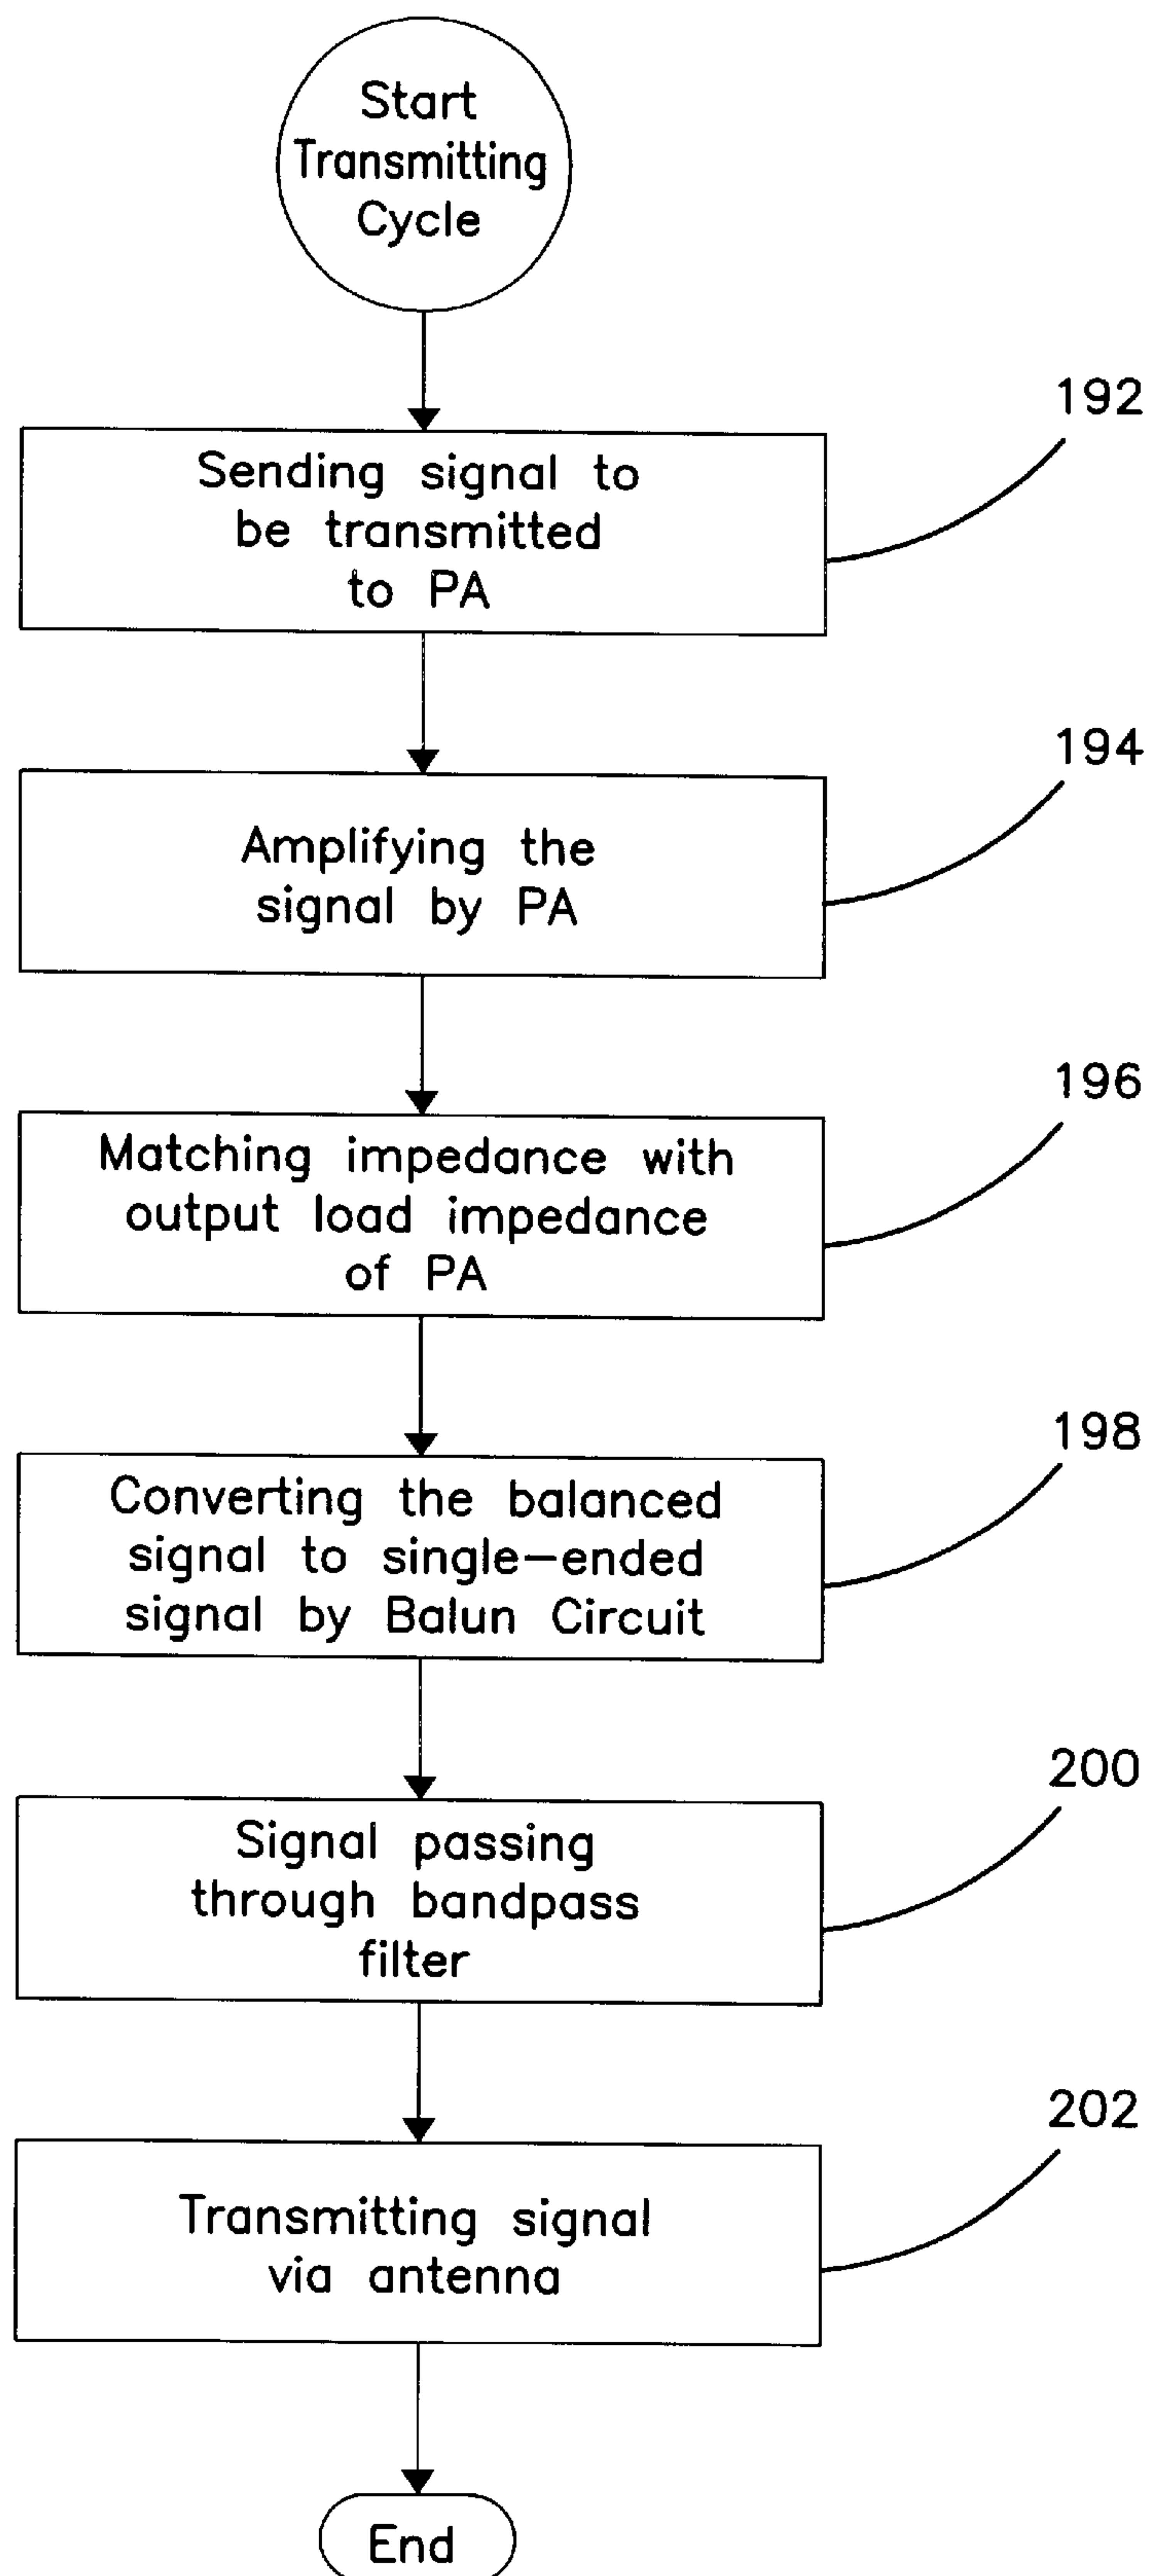 Start
Transmitting
Cycle
192
Sending signal to
be transmitted
to PA
194
Amplifying the
signal by PA
196
Matching impedance with
output load impedance
of PA
198
Converting the balanced
signal to single-ended
signal by Balun Circuit
200
Signal passing
through bandpass
filter
202
Transmitting signal
via antenna
End